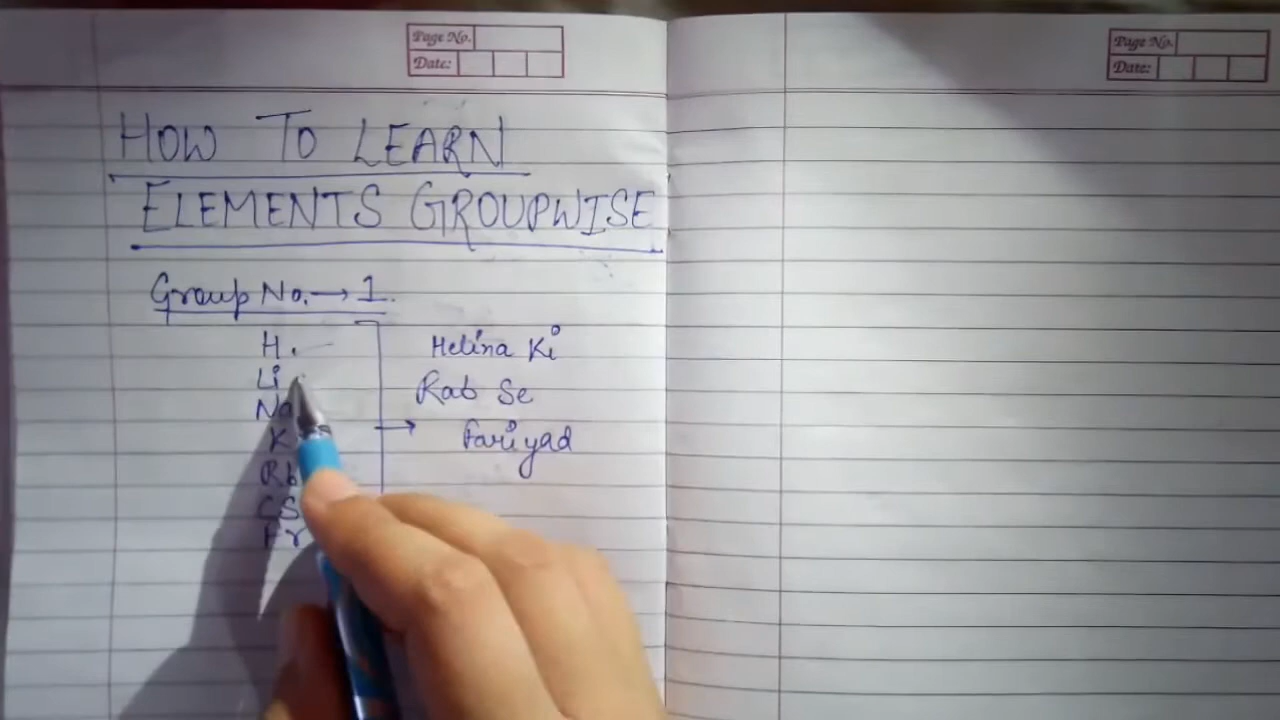 Page No.
Date:
Page No.
Date:
HOW TO LEARN
ELEMENTS GROUPWISE
Group No. → 1.
H.
Li
Na
K
Rb
CS
Fr
Helina Ki
Rab Se
Fariyad